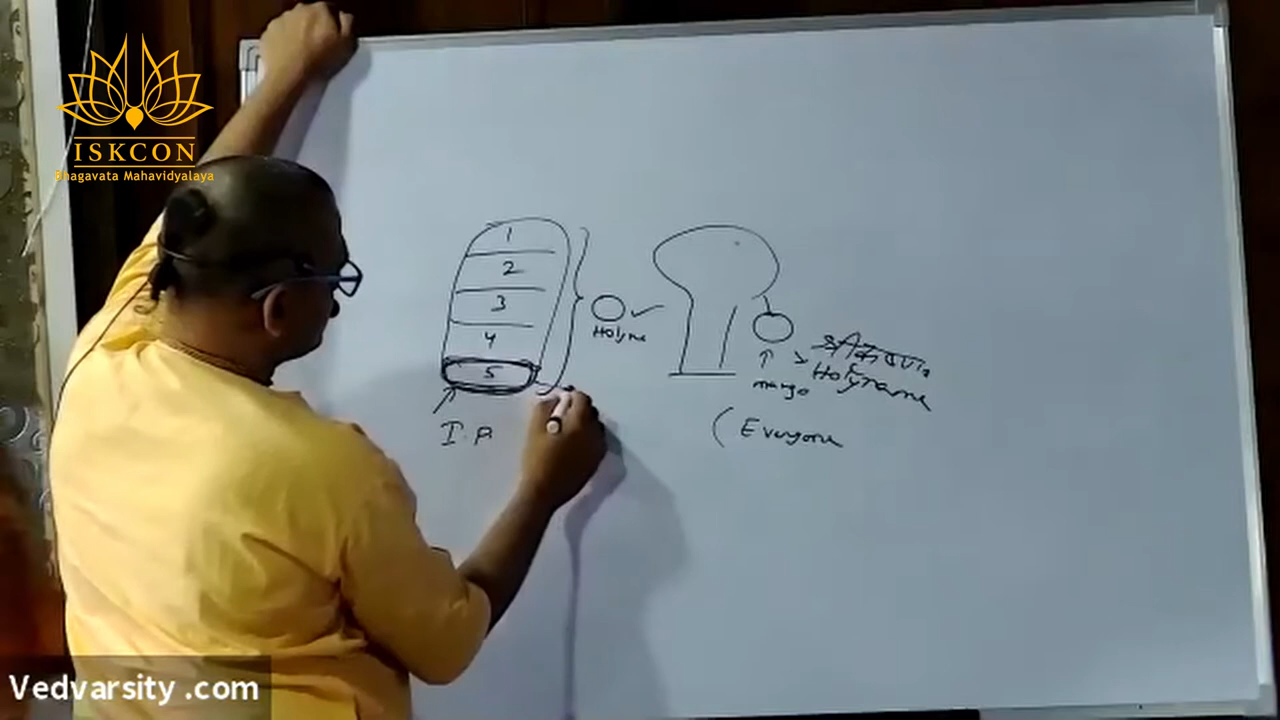 ISKCON
Bhagavata Mahavidyalaya
1
2
3
4
5
I.P
Holyna
mango
Holyname
(Everyone
Vedvarsity .com